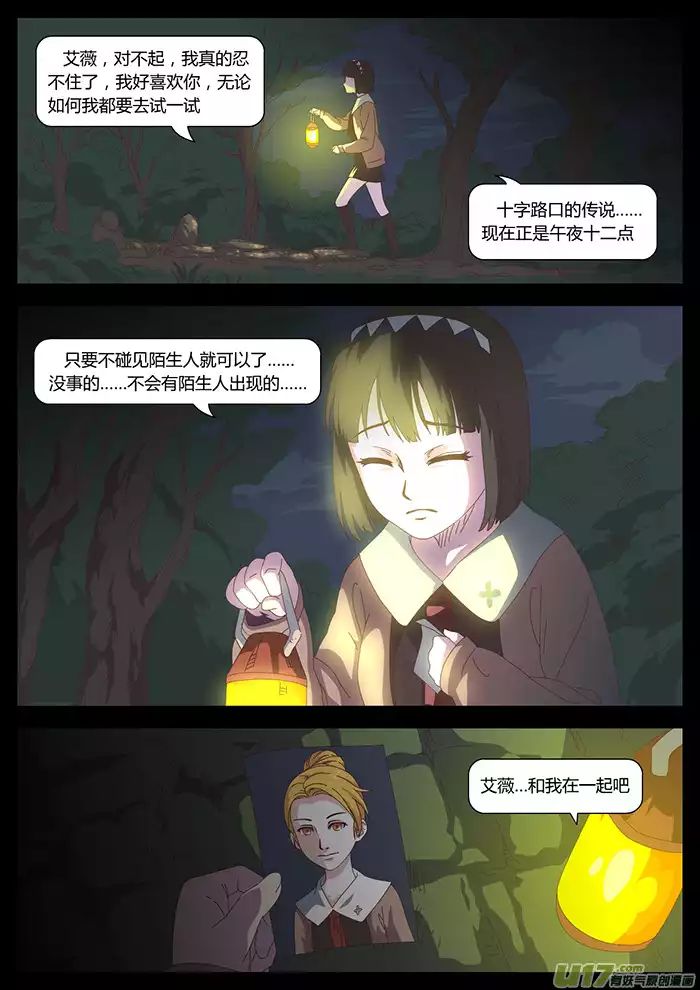 艾薇，对不起，我真的忍
不住了，我好喜欢你，无论
如何我都要去试一试
十字路口的传说……
现在正是午夜十二点
只要不碰见陌生人就可以了……
没事的……不会有陌生人出现的……
艾薇…和我在一起吧
U17.com
有妖气原创漫画